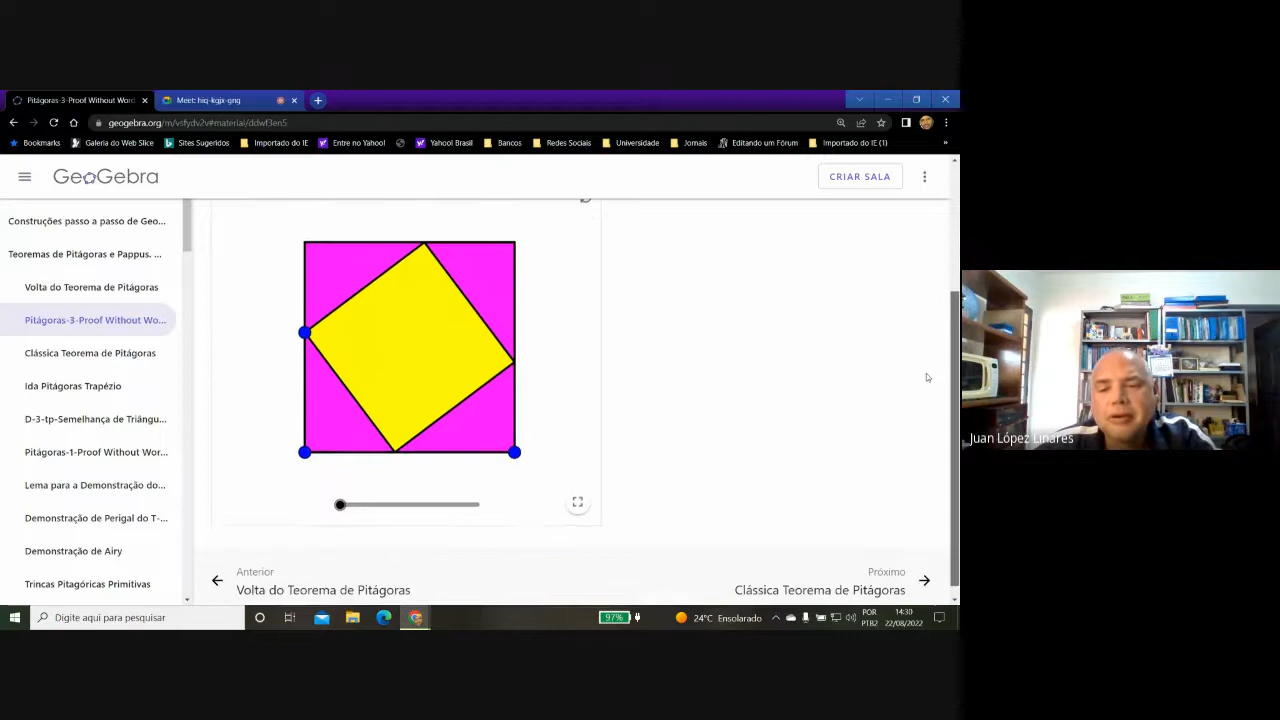 Pitágoras-3-Proof Without Word
Meet: hiq-kgjx-gng
geogebra.org/m/vsfydv2v#material/ddwf3en5
Bookmarks
Galeria do Web Slice
Sites Sugeridos
Importado do IE
Entre no Yahoo!
Yahoo! Brasil
Bancos
Redes Sociais
Universidade
Jornais
Editando um Fórum
Importado do IE (1)
»
GeoGebra
CRIAR SALA
Construções passo a passo de Geo...
Teoremas de Pitágoras e Pappus. ...
Volta do Teorema de Pitágoras
Pitágoras-3-Proof Without Wo...
Clássica Teorema de Pitágoras
Ida Pitágoras Trapézio
D-3-tp-Semelhança de Triângu...
Pitágoras-1-Proof Without Wor...
Lema para a Demonstração do...
Demonstração de Perigal do T-...
Demonstração de Airy
Trincas Pitagóricas Primitivas
Anterior
Volta do Teorema de Pitágoras
Próximo
Clássica Teorema de Pitágoras
Juan López Linares
Digite aqui para pesquisar
97%
24°C Ensolarado
POR
PTB2
14:30
22/08/2022